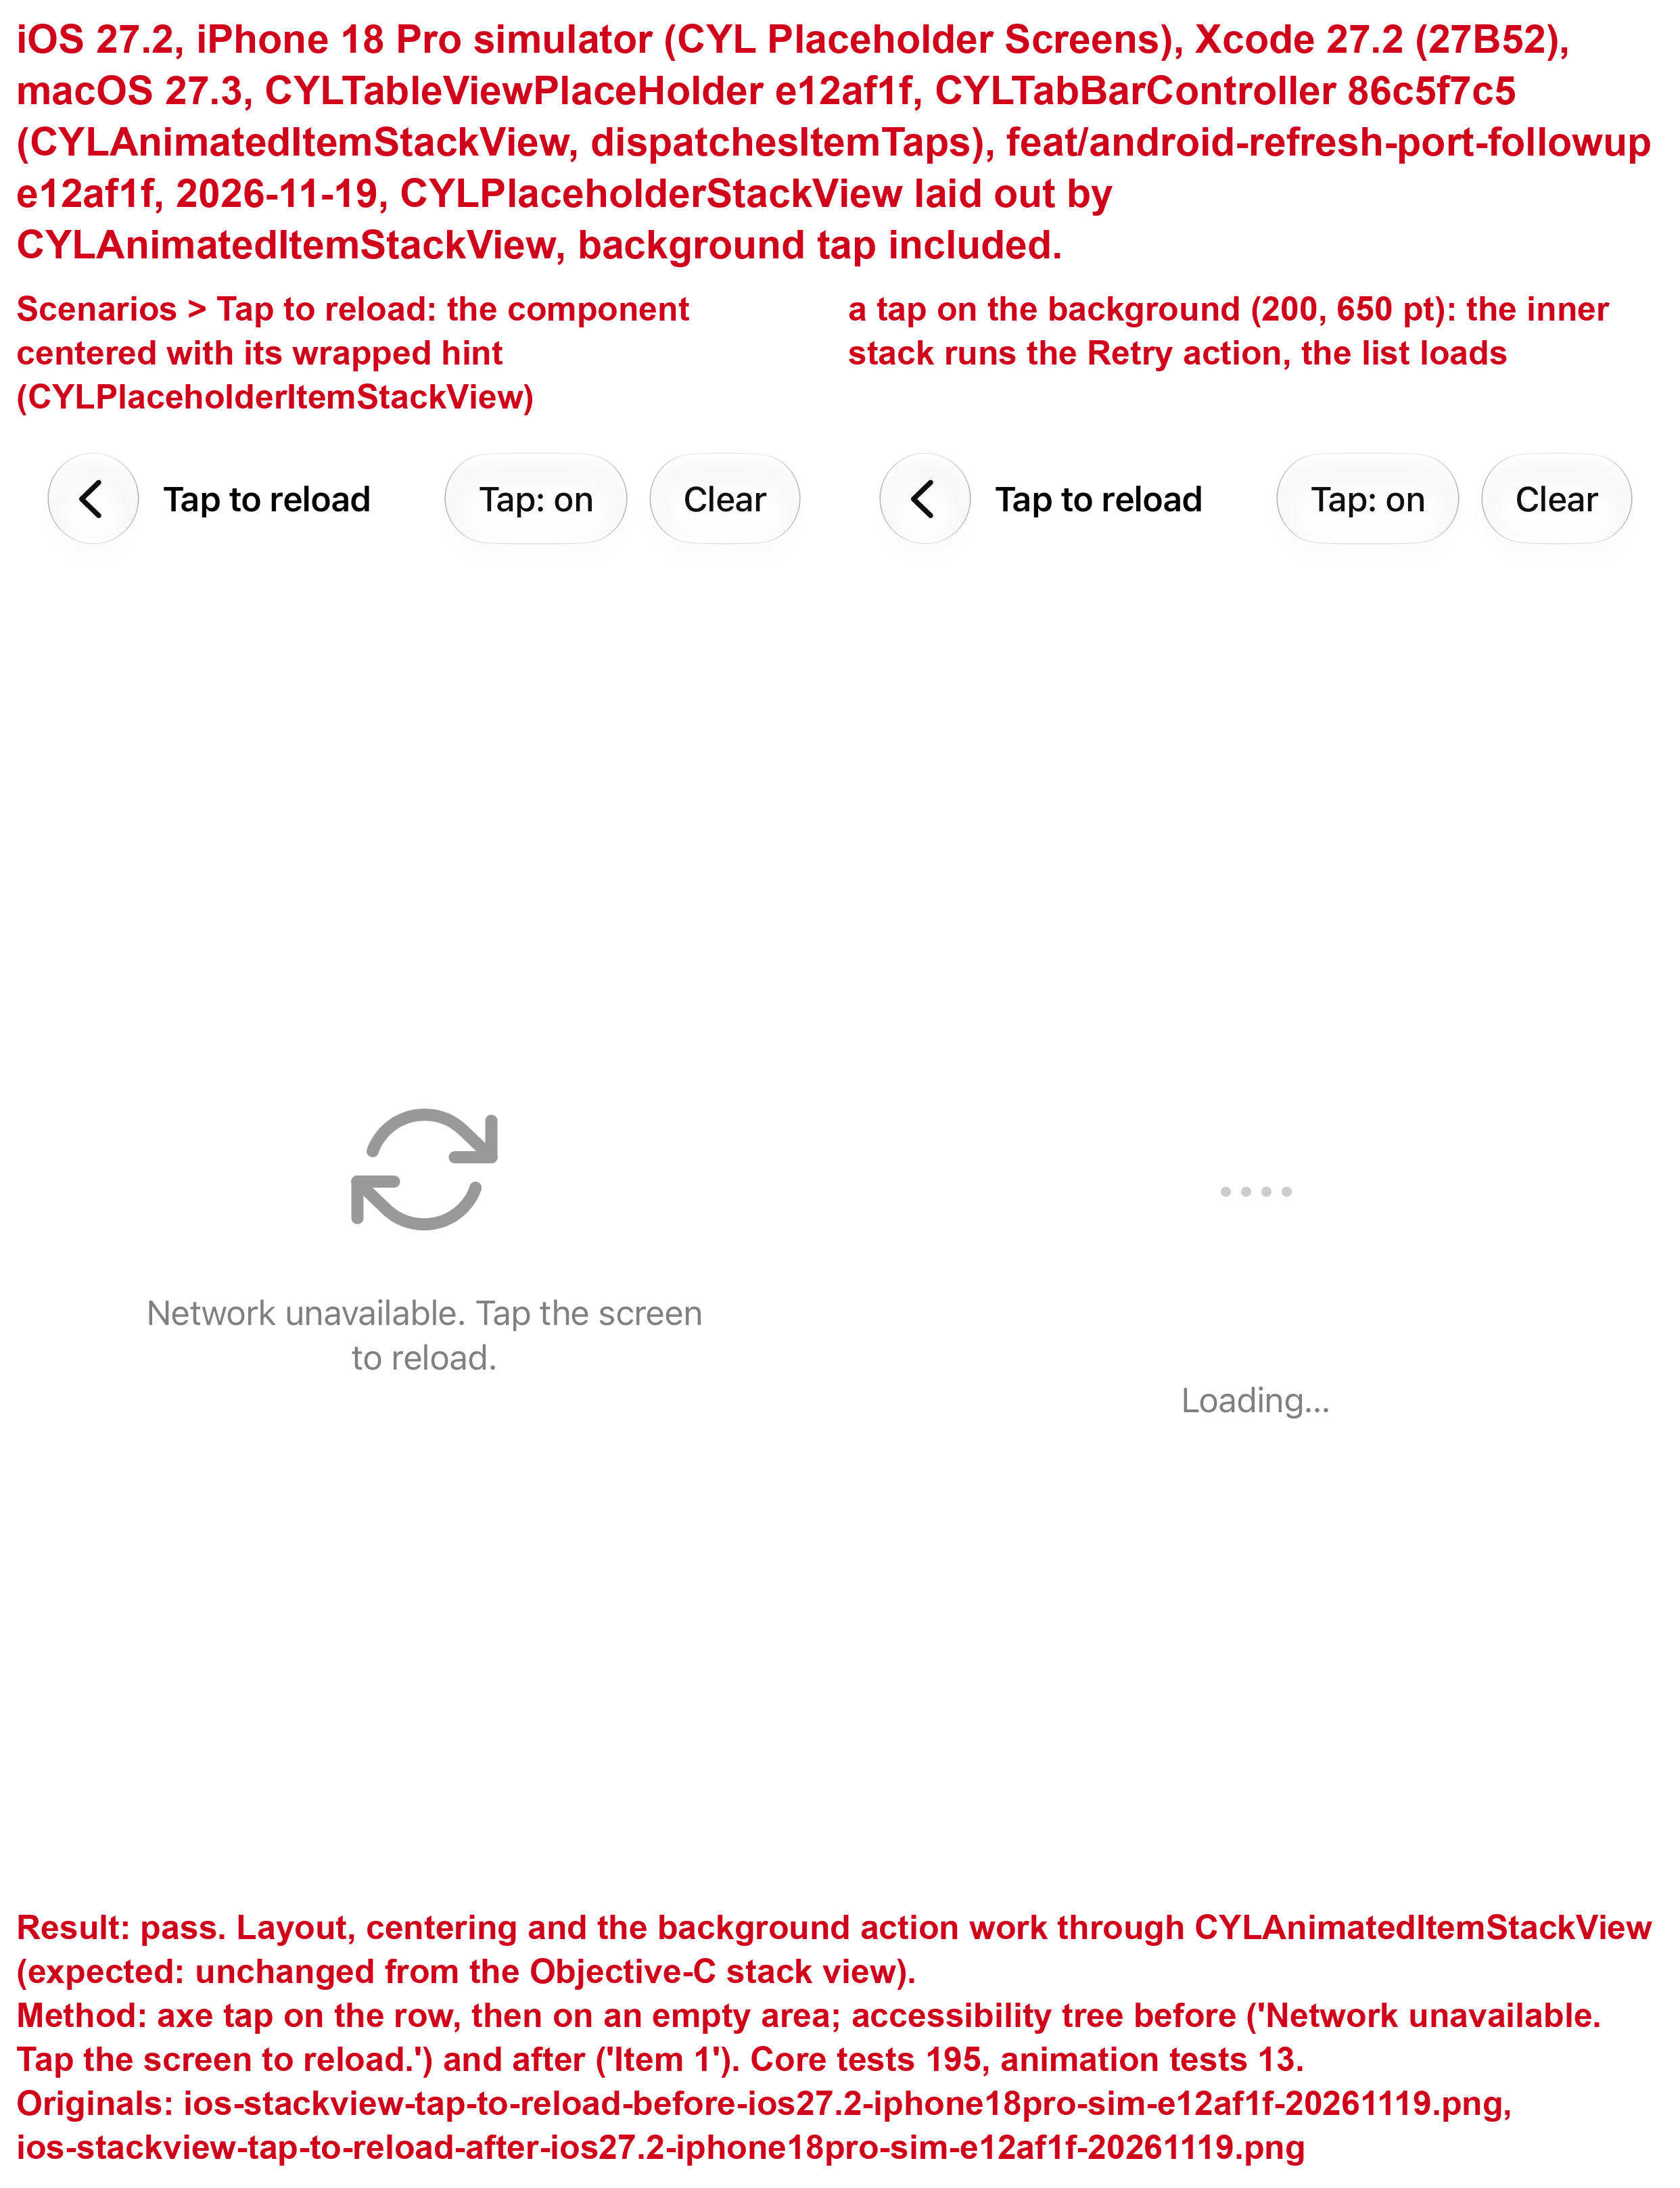 iOS 27.2, iPhone 18 Pro simulator (CYL Placeholder Screens), Xcode 27.2 (27B52),
macOS 27.3, CYLTableViewPlaceHolder e12af1f, CYLTabBarController 86c5f7c5
(CYLAnimatedItemStackView, dispatchesItemTaps), feat/android-refresh-port-followup
e12af1f, 2026-11-19, CYLPlaceholderStackView laid out by
CYLAnimatedItemStackView, background tap included.
Scenarios > Tap to reload: the component
centered with its wrapped hint
(CYLPlaceholderItemStackView)
Tap to reload
Tap: on
Clear
Network unavailable. Tap the screen
to reload.
a tap on the background (200, 650 pt): the inner
stack runs the Retry action, the list loads
Tap to reload
Tap: on
Clear
Loading...
Result: pass. Layout, centering and the background action work through CYLAnimatedItemStackView
(expected: unchanged from the Objective-C stack view).
Method: axe tap on the row, then on an empty area; accessibility tree before ('Network unavailable.
Tap the screen to reload.') and after ('Item 1'). Core tests 195, animation tests 13.
Originals: ios-stackview-tap-to-reload-before-ios27.2-iphone18pro-sim-e12af1f-20261119.png,
ios-stackview-tap-to-reload-after-ios27.2-iphone18pro-sim-e12af1f-20261119.png